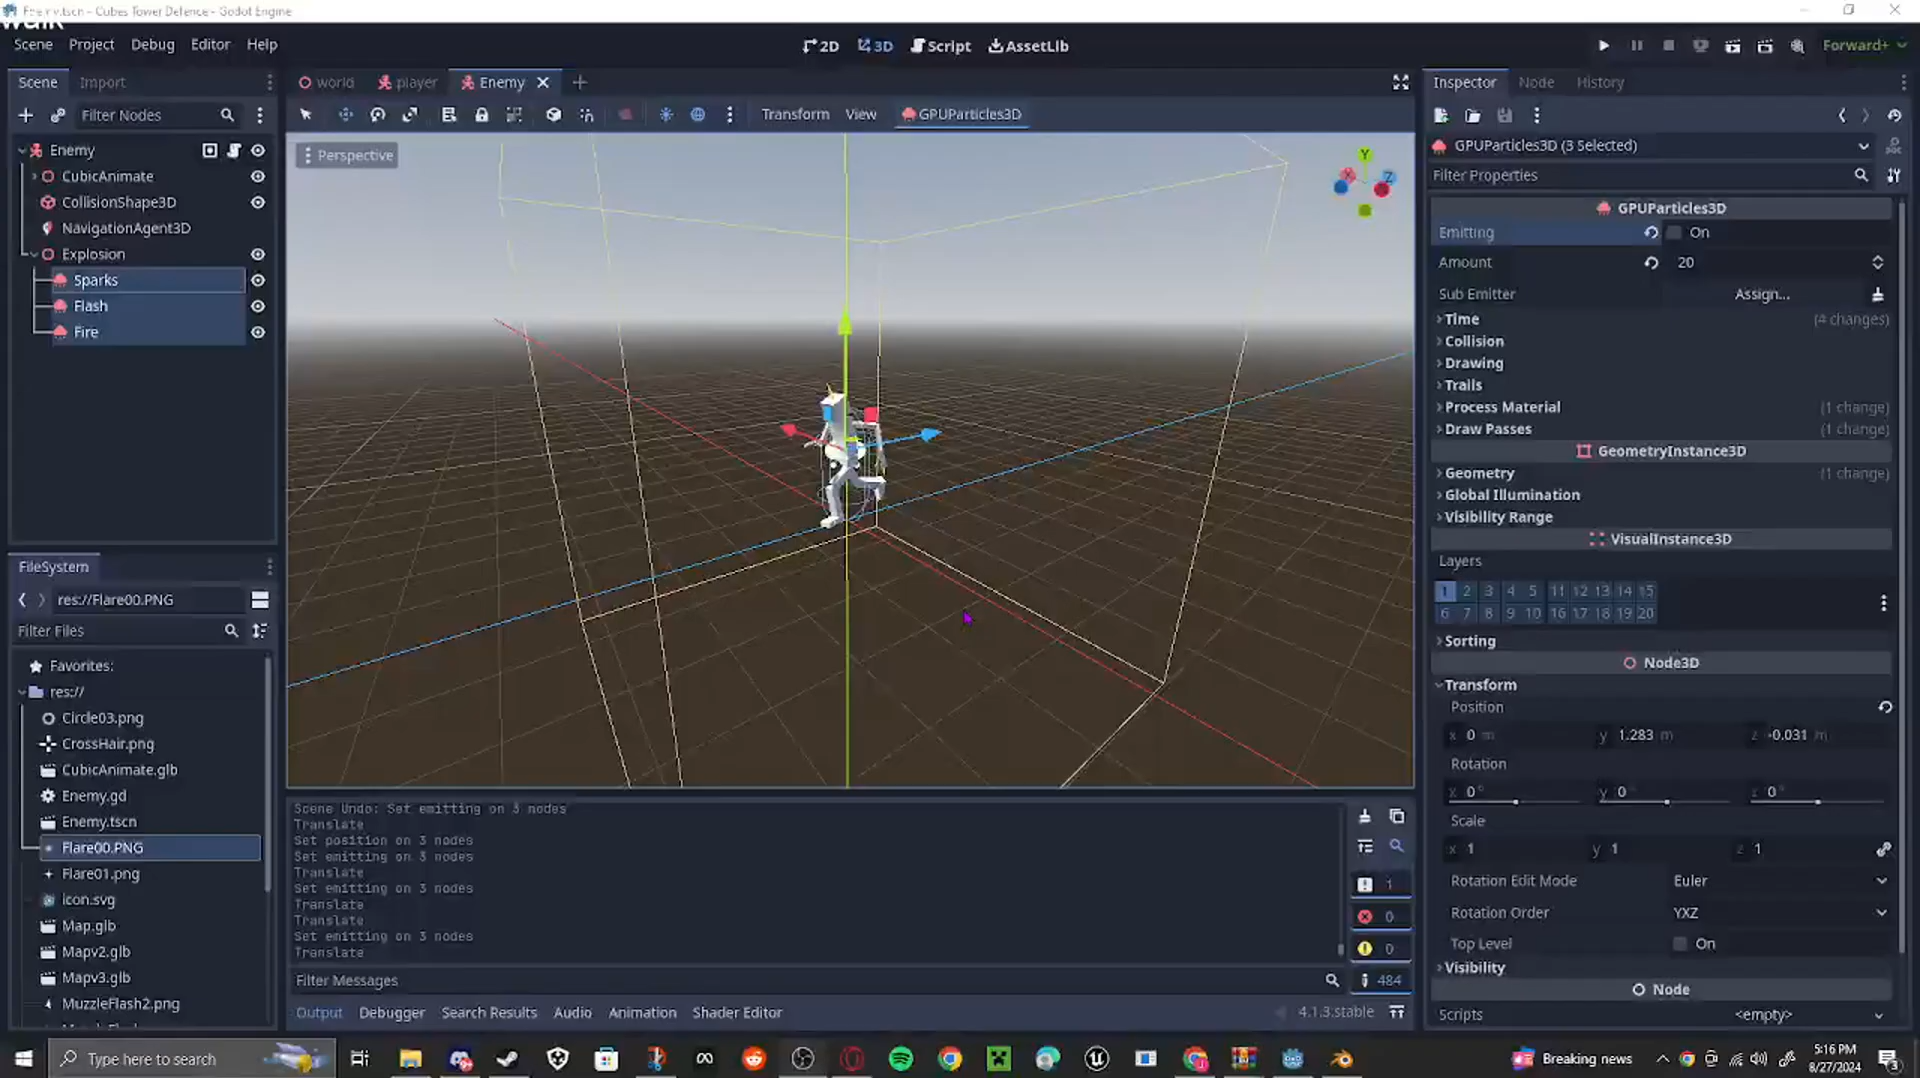 Enemy.tscn - Cubes Tower Defence - Godot Engine
walk
Scene Project Debug Editor Help
2D 3D Script AssetLib
Forward+
Scene Import
Filter Nodes
Enemy
CubicAnimate
CollisionShape3D
NavigationAgent3D
Explosion
Sparks
Flash
Fire
FileSystem
res://Flare00.PNG
Filter Files
Favorites:
res://
Circle03.png
CrossHair.png
CubicAnimate.glb
Enemy.gd
Enemy.tscn
Flare00.PNG
Flare01.png
icon.svg
Map.glb
Mapv2.glb
Mapv3.glb
MuzzleFlash2.png
world player Enemy
Transform View GPUParticles3D
Perspective
Y
X Z
Scene Undo: Set emitting on 3 nodes
Translate
Set position on 3 nodes
Set emitting on 3 nodes
Translate
Set emitting on 3 nodes
Translate
Translate
Set emitting on 3 nodes
Translate
1
0
0
484
Filter Messages
Output Debugger Search Results Audio Animation Shader Editor
4.1.3.stable
Inspector Node History
GPUParticles3D (3 Selected)
Filter Properties
GPUParticles3D
Emitting On
Amount 20
Sub Emitter Assign...
Time (4 changes)
Collision
Drawing
Trails
Process Material (1 change)
Draw Passes (1 change)
GeometryInstance3D
Geometry (1 change)
Global Illumination
Visibility Range
VisualInstance3D
Layers
1 2 3 4 5 11 12 13 14 15
6 7 8 9 10 16 17 18 19 20
Sorting
Node3D
Transform
Position
x 0 m y 1.283 m z -0.031 m
Rotation
x 0° y 0° z 0°
Scale
x 1 y 1 z 1
Rotation Edit Mode Euler
Rotation Order YXZ
Top Level On
Visibility
Node
Scripts <empty>
Type here to search
Breaking news
5:16 PM
8/27/2024
3